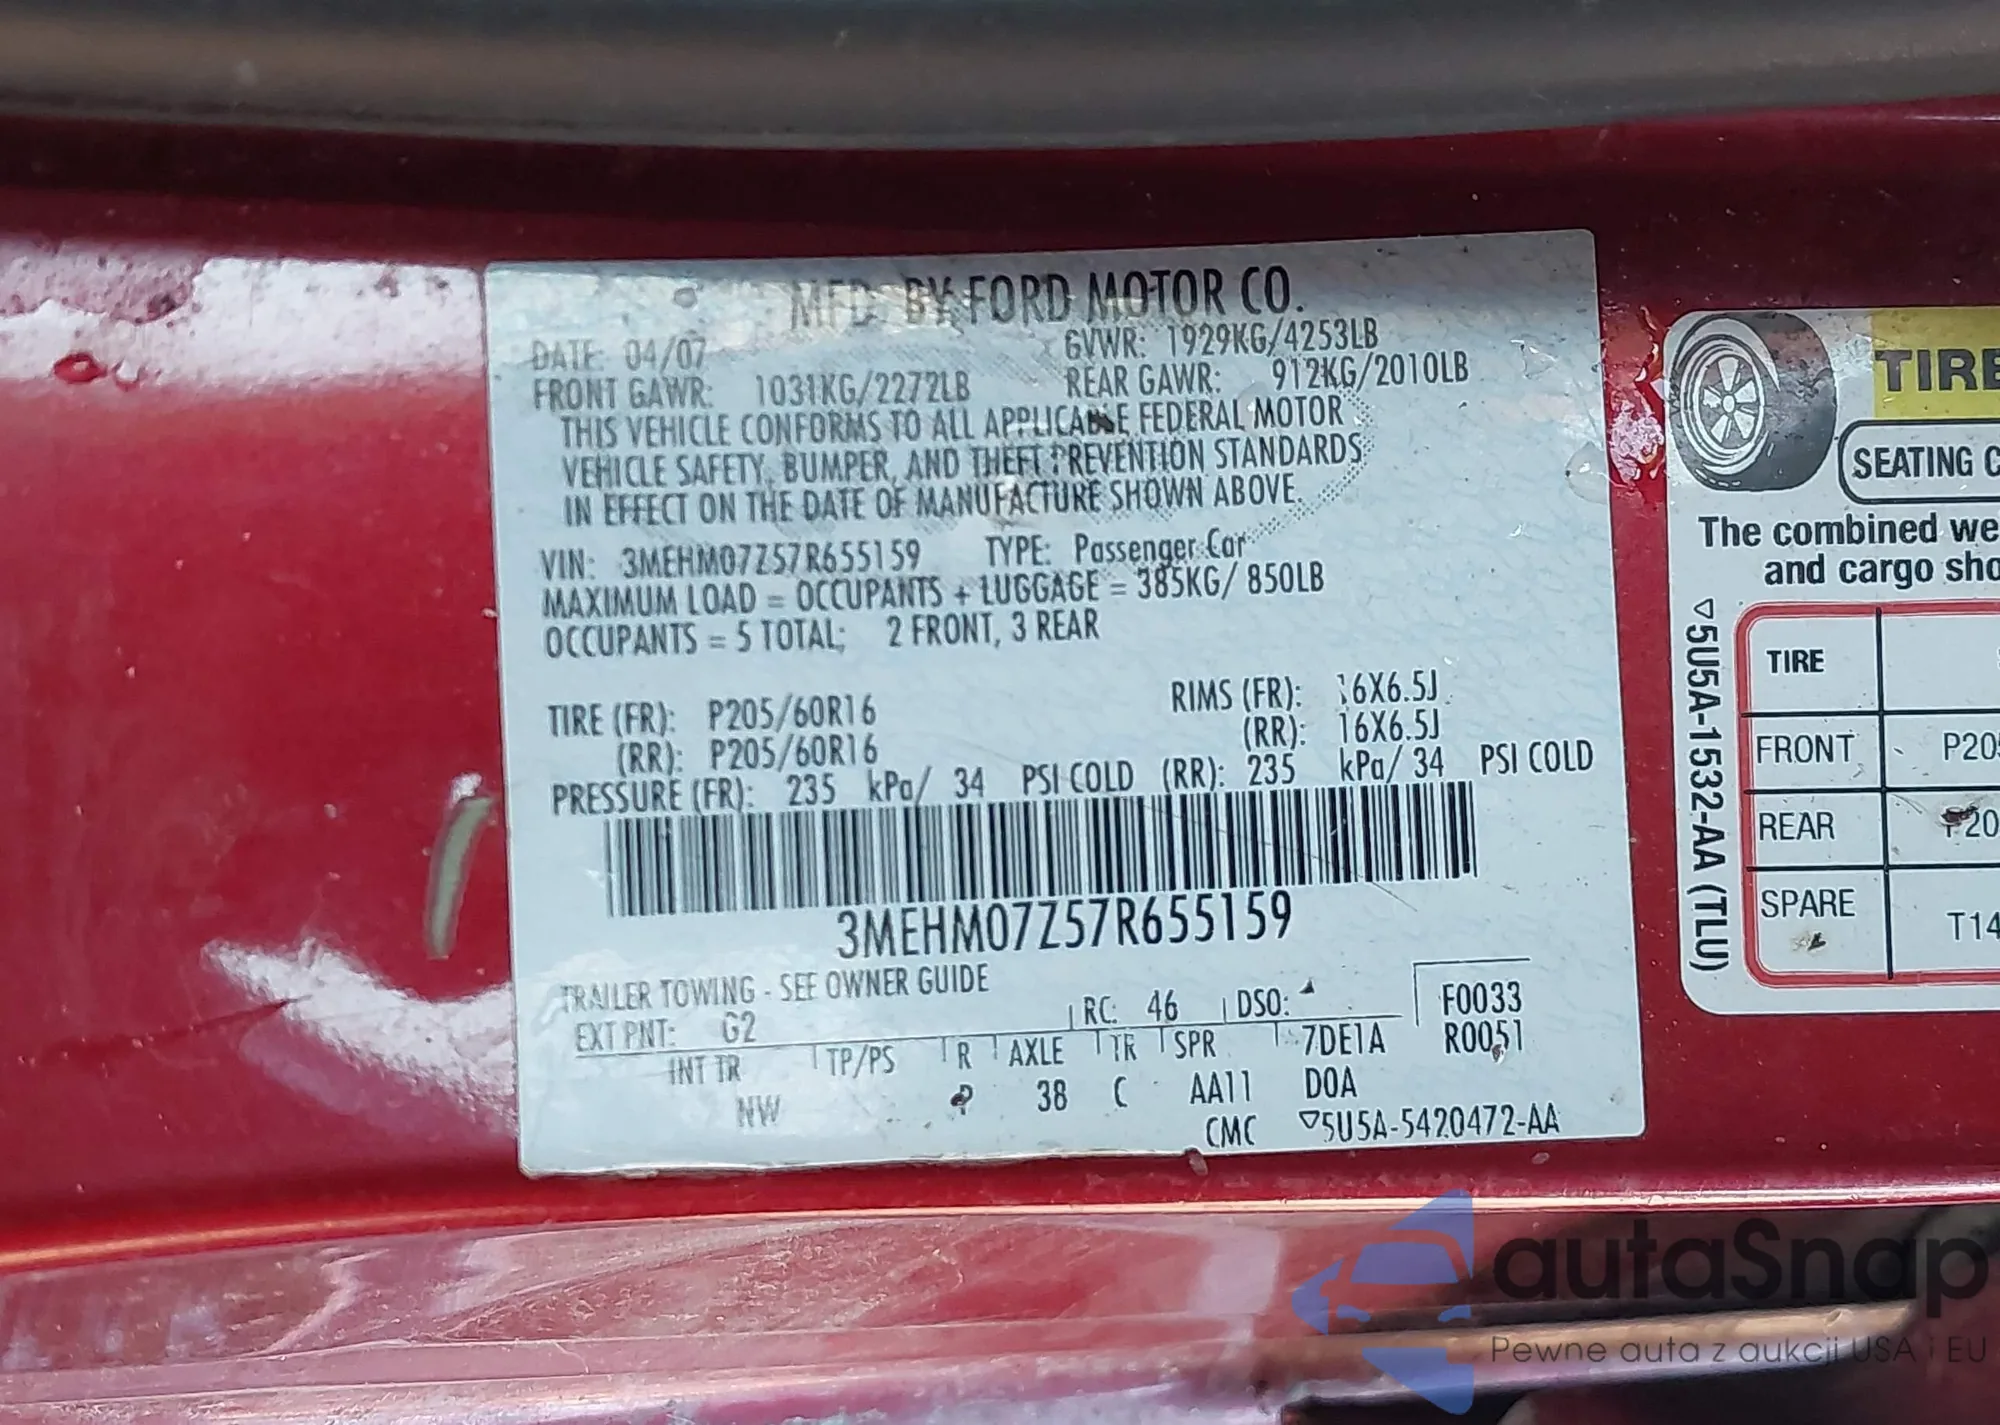 MFD. BY FORD MOTOR CO.
DATE: 04/07 GVWR: 1929KG/4253LB
FRONT GAWR: 1031KG/2272LB REAR GAWR: 912KG/2010LB
THIS VEHICLE CONFORMS TO ALL APPLICABLE FEDERAL MOTOR
VEHICLE SAFETY, BUMPER, AND THEFT PREVENTION STANDARDS
IN EFFECT ON THE DATE OF MANUFACTURE SHOWN ABOVE.
VIN: 3MEHM07Z57R655159 TYPE: Passenger Car
MAXIMUM LOAD = OCCUPANTS + LUGGAGE = 385KG/ 850LB
OCCUPANTS = 5 TOTAL; 2 FRONT, 3 REAR
TIRE (FR): P205/60R16 RIMS (FR): 16X6.5J
(RR): P205/60R16 (RR): 16X6.5J
PRESSURE (FR): 235 kPa/ 34 PSI COLD (RR): 235 kPa/ 34 PSI COLD
3MEHM07Z57R655159
TRAILER TOWING - SEE OWNER GUIDE
EXT PNT: G2 RC: 46 DSO: F0033
INT TR TP/PS R AXLE TR SPR 7DE1A R0051
NW 38 C AA11 D0A
CMC ▽5U5A-5420472-AA
TIRE
SEATING
The combined
and cargo
▽5U5A-1532-AA (TLU)
TIRE
FRONT P20
REAR P20
SPARE T14
autaSnap
Pewne auta z aukcji USA i EU